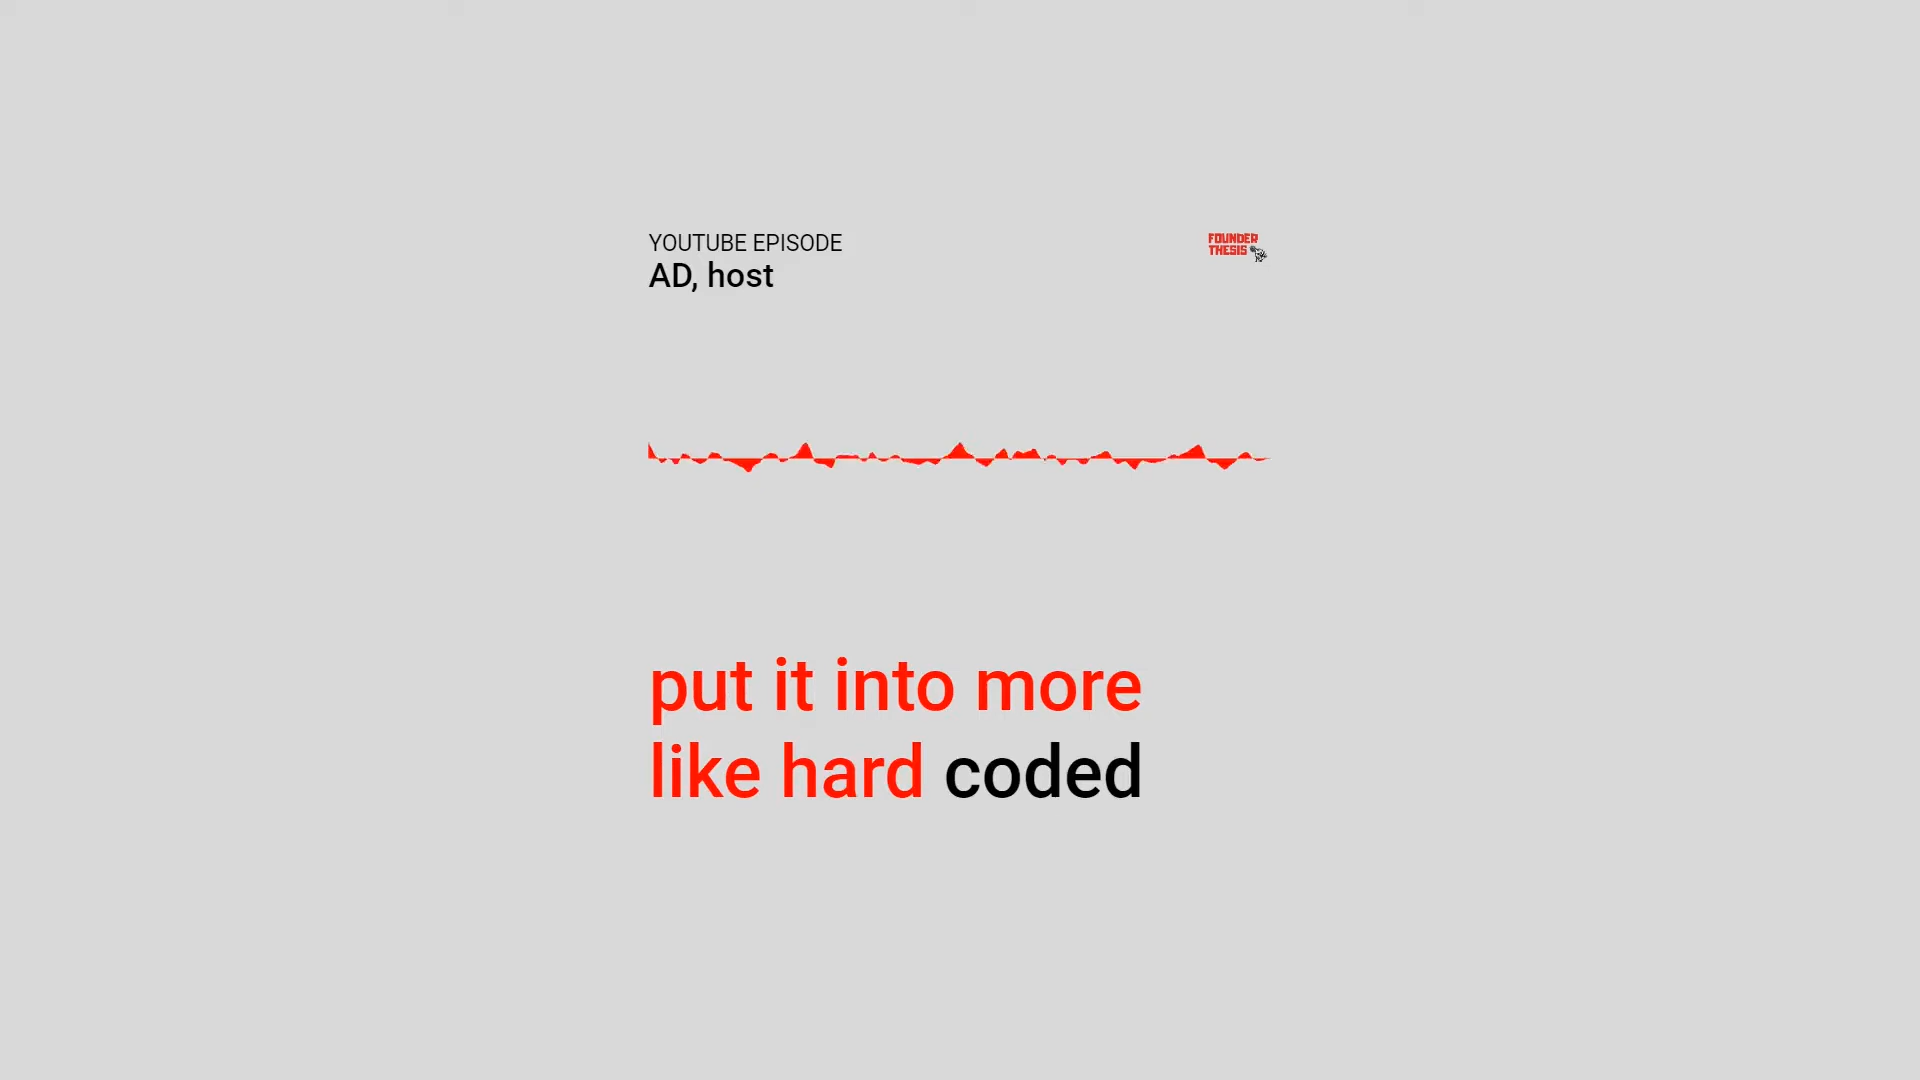 YOUTUBE EPISODE
AD, host
FOUNDER
THESIS
put it into more
like hard coded